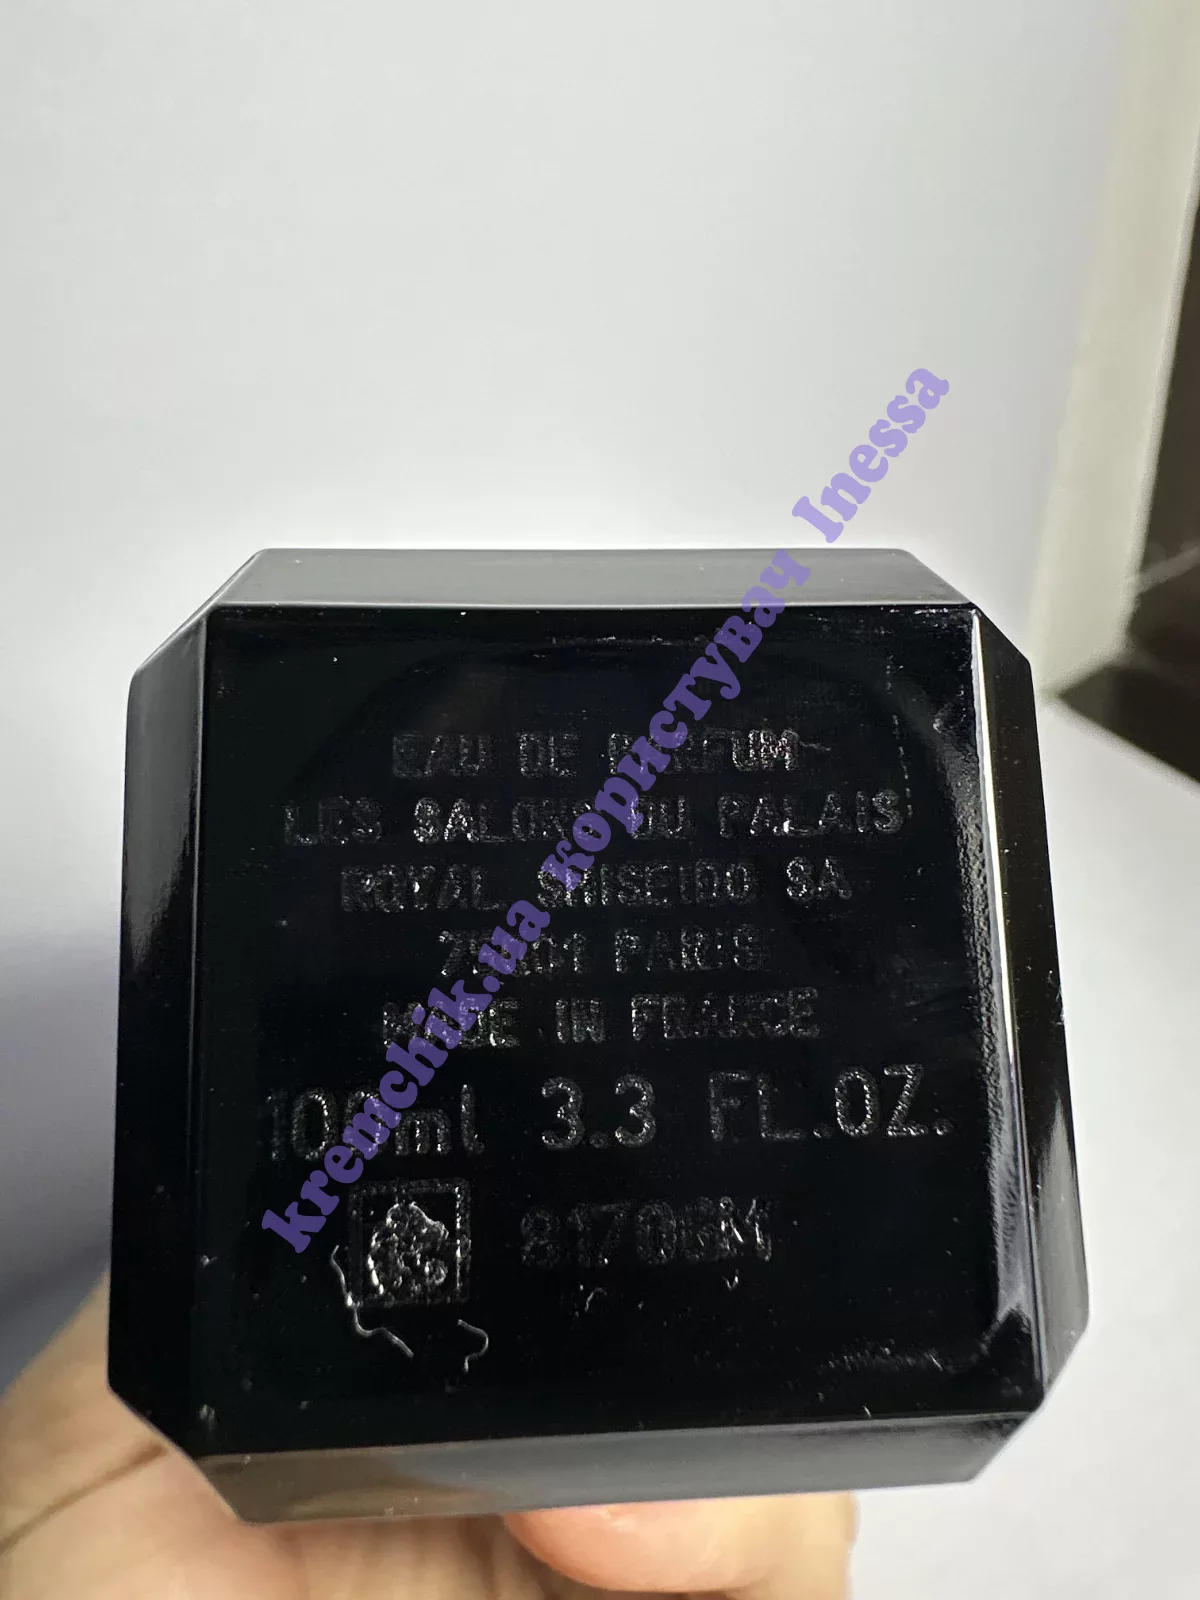 EAU DE PARFUM
LES SALONS DU PALAIS
ROYAL SHISEIDO SA
75001 PARIS
MADE IN FRANCE
100ml 3.3 FL.OZ.
kremchik.ua користувач Inessa